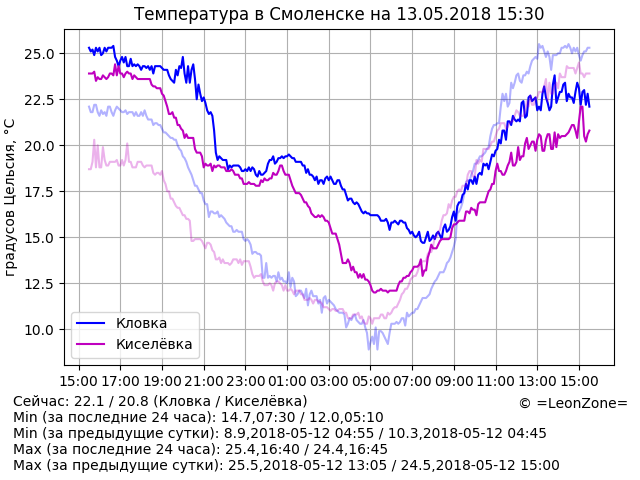 Температура в Смоленске на 13.05.2018 15:30
градусов Цельсия, °C
25.0
22.5
20.0
17.5
15.0
12.5
10.0
Кловка
Киселёвка
15:00 17:00 19:00 21:00 23:00 01:00 03:00 05:00 07:00 09:00 11:00 13:00 15:00
Сейчас: 22.1 / 20.8 (Кловка / Киселёвка)
© =LeonZone=
Min (за последние 24 часа): 14.7,07:30 / 12.0,05:10
Min (за предыдущие сутки): 8.9,2018-05-12 04:55 / 10.3,2018-05-12 04:45
Max (за последние 24 часа): 25.4,16:40 / 24.4,16:45
Max (за предыдущие сутки): 25.5,2018-05-12 13:05 / 24.5,2018-05-12 15:00